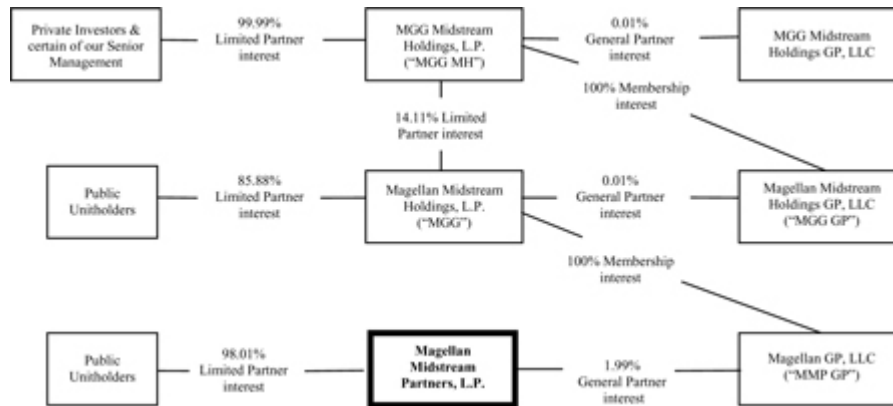 Private Investors &
certain of our Senior
Management
99.99%
Limited Partner
interest
MGG Midstream
Holdings, L.P.
("MGG MH")
0.01%
General Partner
interest
MGG Midstream
Holdings GP, LLC
100% Membership
interest
14.11% Limited
Partner interest
Public
Unitholders
85.88%
Limited Partner
interest
Magellan Midstream
Holdings, L.P.
("MGG")
0.01%
General Partner
interest
Magellan Midstream
Holdings GP, LLC
("MGG GP")
100% Membership
interest
Public
Unitholders
98.01%
Limited Partner
interest
Magellan
Midstream
Partners, L.P.
1.99%
General Partner
interest
Magellan GP, LLC
("MMP GP")